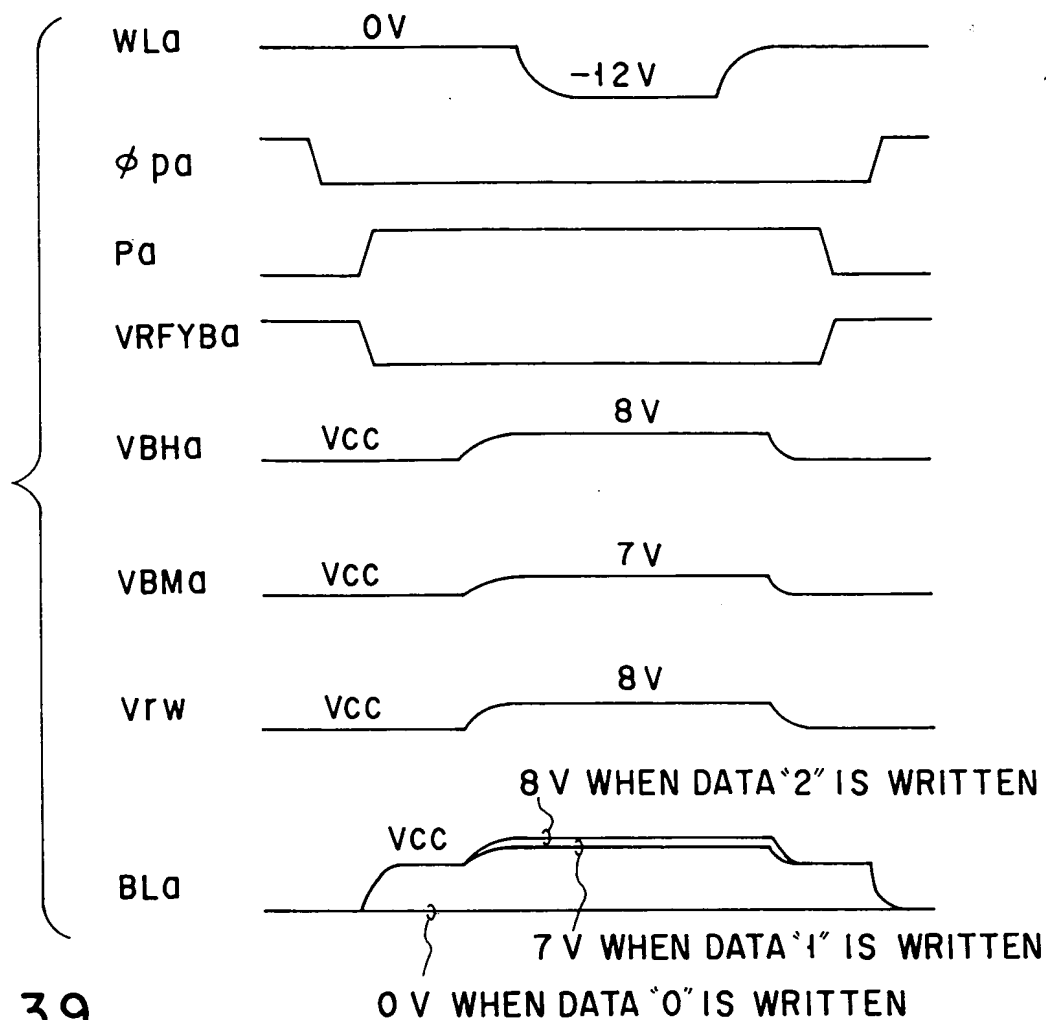 WLa
0V
-12V
φpa
Pa
VRFYBa
VBHa
VCC
8V
VBMa
VCC
7V
Vrw
VCC
8V
8V WHEN DATA "2" IS WRITTEN
BLa
VCC
7V WHEN DATA "1" IS WRITTEN
0V WHEN DATA "0" IS WRITTEN
39